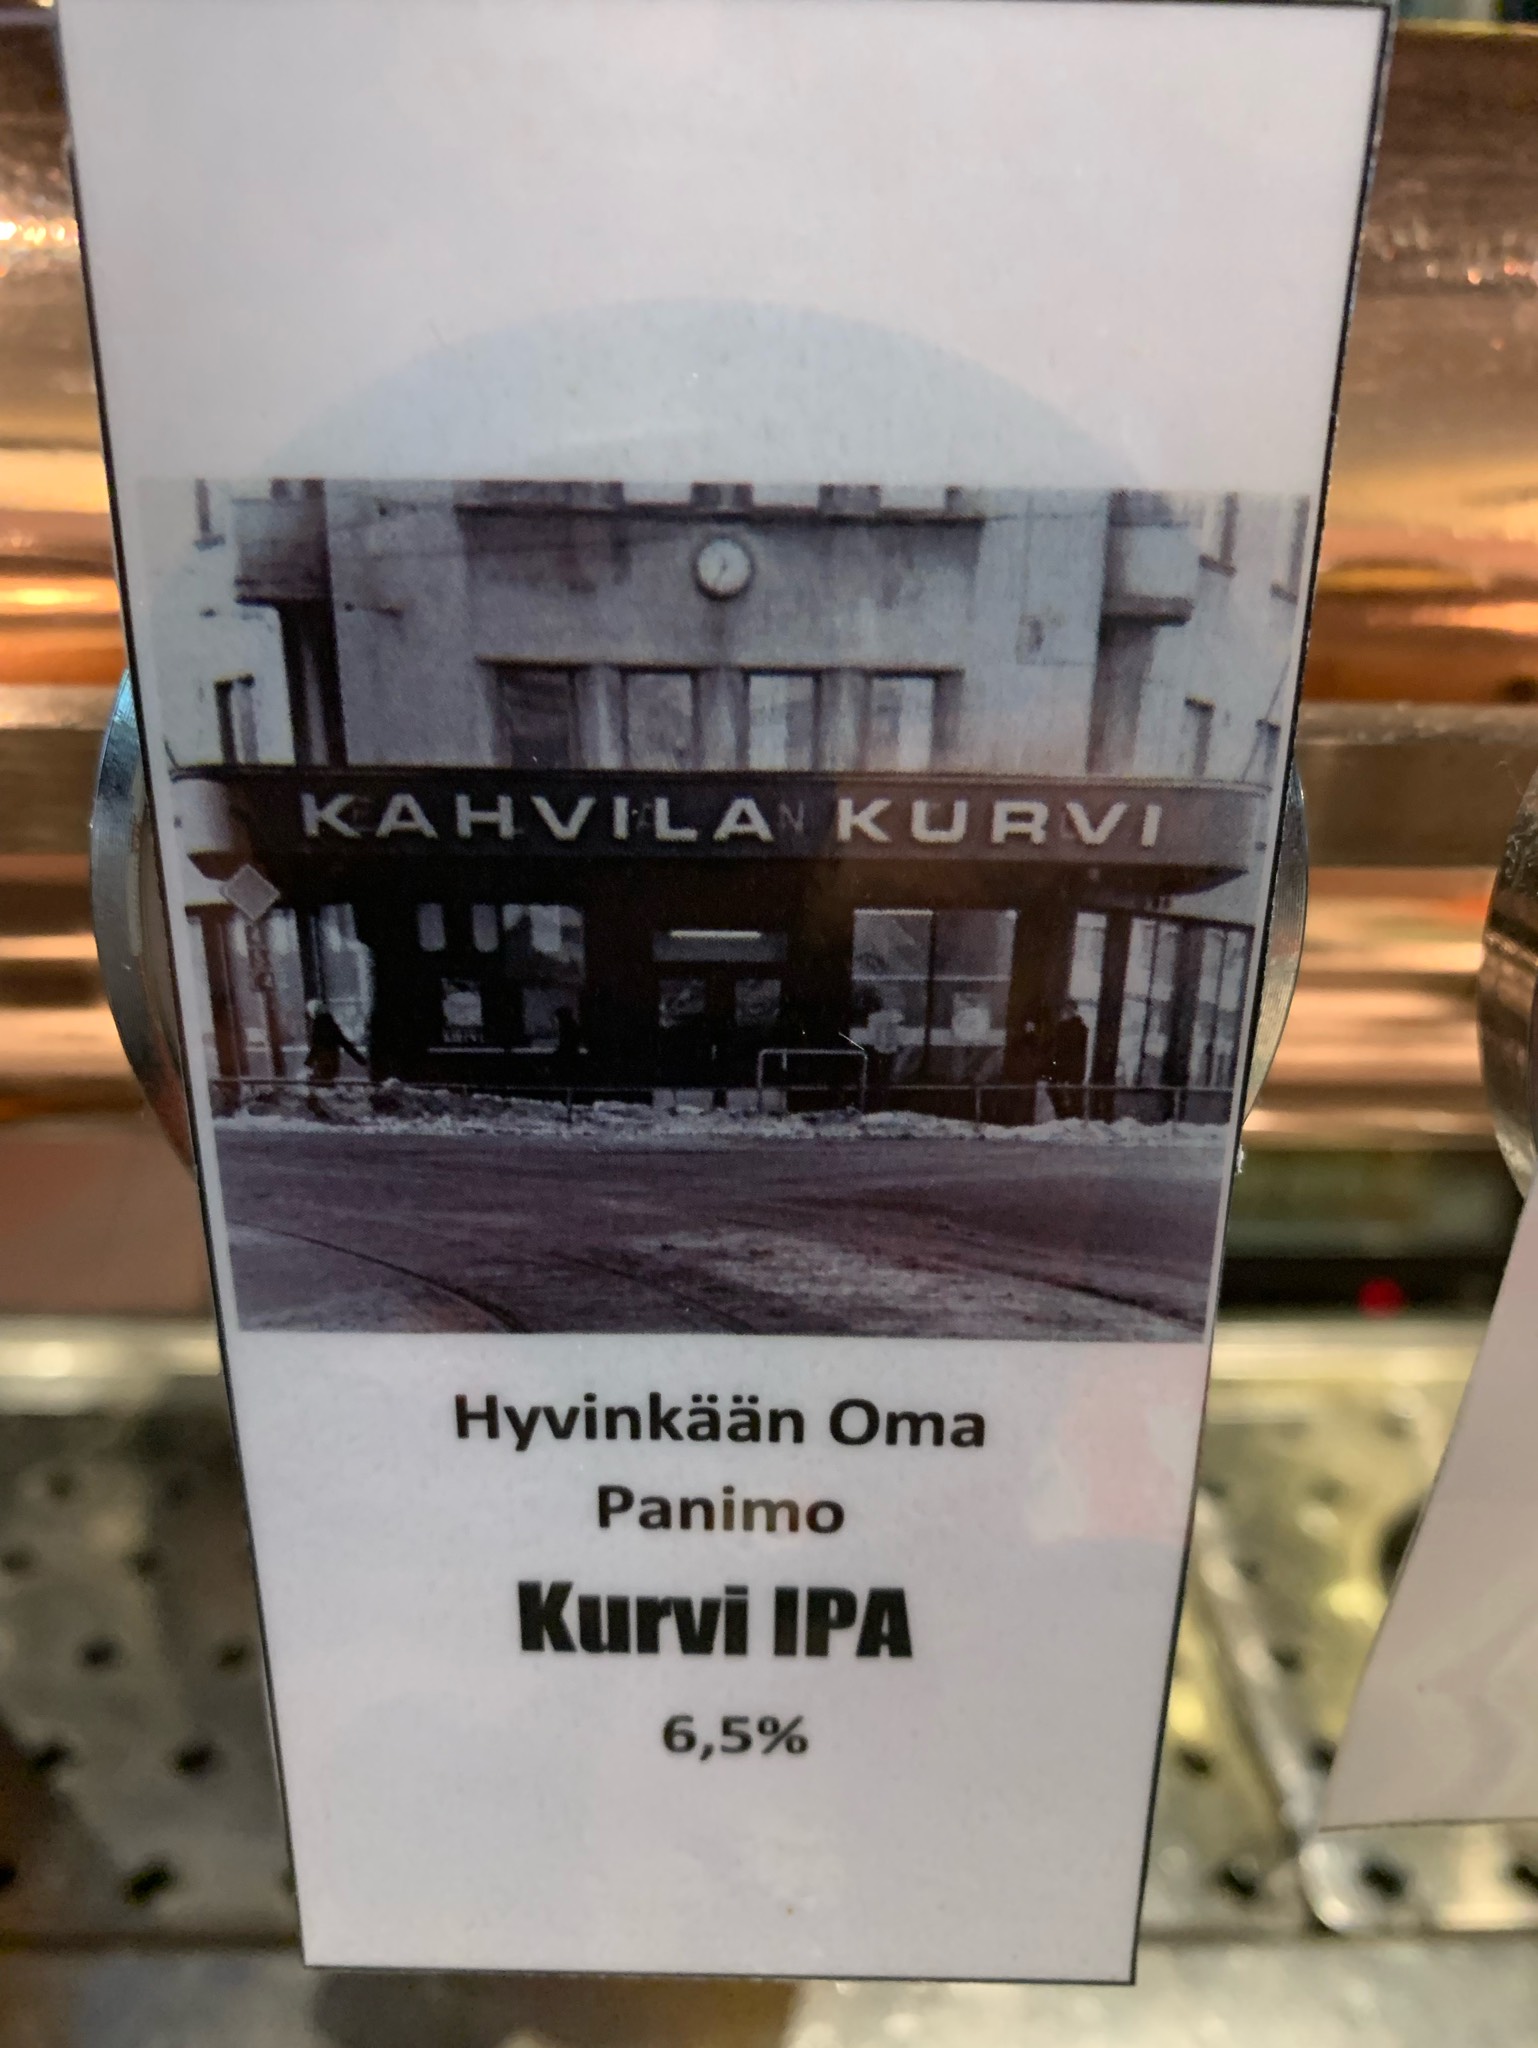 KAHVILA KURVI
Hyvinkään Oma
Panimo
Kurvi IPA
6,5%